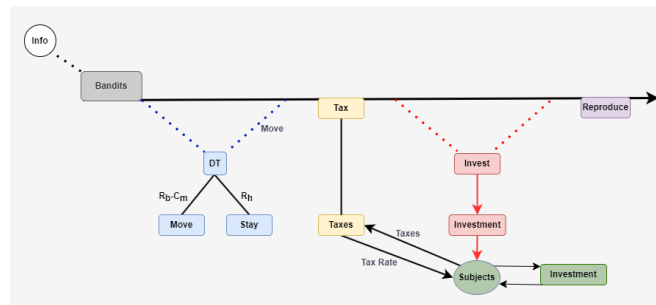 Info
Bandits
Tax
Reproduce
Move
DT
Invest
Rb-Cm
Rh
Move
Stay
Taxes
Taxes
Investment
Tax Rate
Subjects
Investment